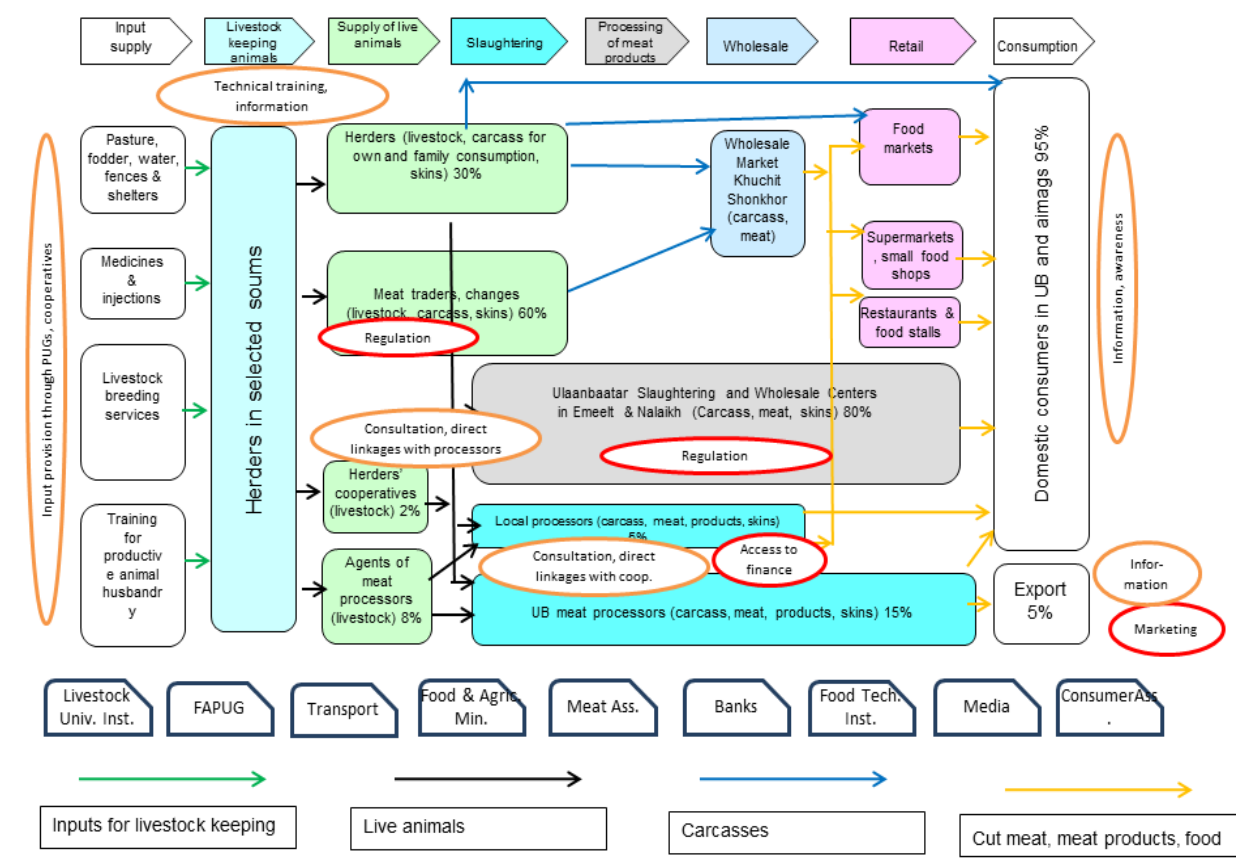 Input
supply
Livestock
keeping
animals
Supply of live
animals
Slaughtering
Processing
of meat
products
Wholesale
Retail
Consumption
Technical training,
information
Input provision through PUGs, cooperatives
Pasture,
fodder, water,
fences &
shelters
Medicines
&
injections
Livestock
breeding
services
Training
for
productiv
e animal
husbandr
y
Herders in selected soums
Herders (livestock, carcass for
own and family consumption,
skins) 30%
Meat traders, changes
(livestock, carcass, skins) 60%
Regulation
Consultation, direct
linkages with processors
Herders'
cooperatives
(livestock) 2%
Agents of
meat
processors
(livestock) 8%
Wholesale
Market
Khuchit
Shonkhor
(carcass,
meat)
Food
markets
Supermarkets
, small food
shops
Restaurants &
food stalls
Ulaanbaatar Slaughtering and Wholesale Centers
in Emeelt & Nalaikh (Carcass, meat, skins) 80%
Regulation
Local processors (carcass, meat, products, skins)
5%
Consultation, direct
linkages with coop.
Access to
finance
UB meat processors (carcass, meat, products, skins) 15%
Domestic consumers in UB and aimags 95%
Export
5%
Information, awareness
Infor-
mation
Marketing
Livestock
Univ. Inst.
FAPUG
Transport
Food & Agric.
Min.
Meat Ass.
Banks
Food Tech.
Inst.
Media
ConsumerAss
.
Inputs for livestock keeping
Live animals
Carcasses
Cut meat, meat products, food